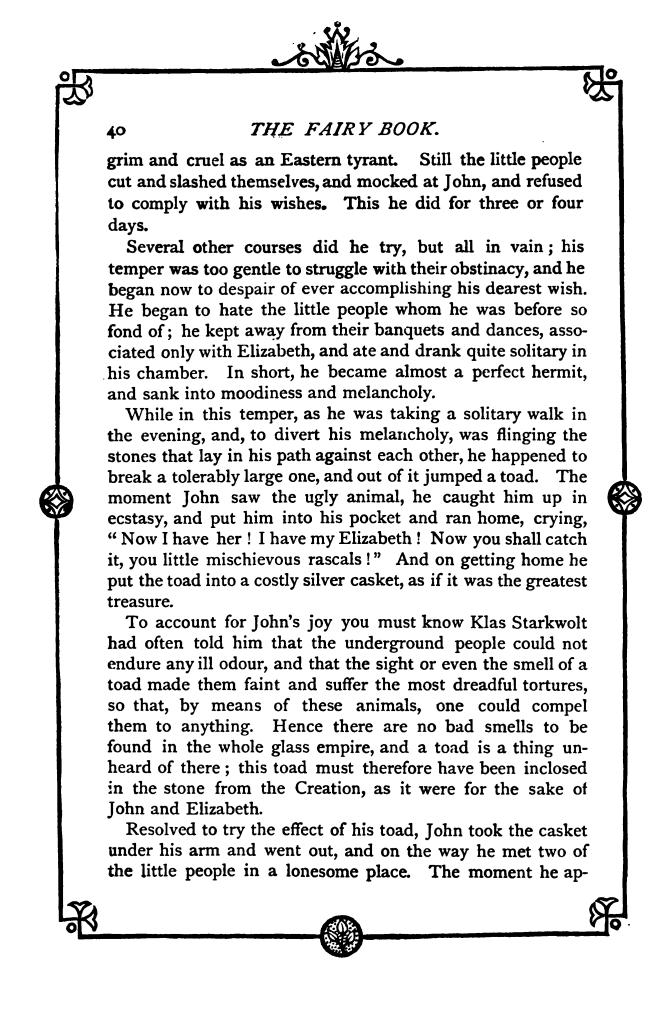 40 THE FAIRY BOOK.
grim and cruel as an Eastern tyrant. Still the little people
cut and slashed themselves, and mocked at John, and refused
to comply with his wishes. This he did for three or four
days.
Several other courses did he try, but all in vain; his
temper was too gentle to struggle with their obstinacy, and he
began now to despair of ever accomplishing his dearest wish.
He began to hate the little people whom he was before so
fond of; he kept away from their banquets and dances, asso-
ciated only with Elizabeth, and ate and drank quite solitary in
his chamber. In short, he became almost a perfect hermit,
and sank into moodiness and melancholy.
While in this temper, as he was taking a solitary walk in
the evening, and, to divert his melancholy, was flinging the
stones that lay in his path against each other, he happened to
break a tolerably large one, and out of it jumped a toad. The
moment John saw the ugly animal, he caught him up in
ecstasy, and put him into his pocket and ran home, crying,
"Now I have her! I have my Elizabeth! Now you shall catch
it, you little mischievous rascals!" And on getting home he
put the toad into a costly silver casket, as if it was the greatest
treasure.
To account for John's joy you must know Klas Starkwolt
had often told him that the underground people could not
endure any ill odour, and that the sight or even the smell of a
toad made them faint and suffer the most dreadful tortures,
so that, by means of these animals, one could compel
them to anything. Hence there are no bad smells to be
found in the whole glass empire, and a toad is a thing un-
heard of there; this toad must therefore have been inclosed
in the stone from the Creation, as it were for the sake of
John and Elizabeth.
Resolved to try the effect of his toad, John took the casket
under his arm and went out, and on the way he met two of
the little people in a lonesome place. The moment he ap-